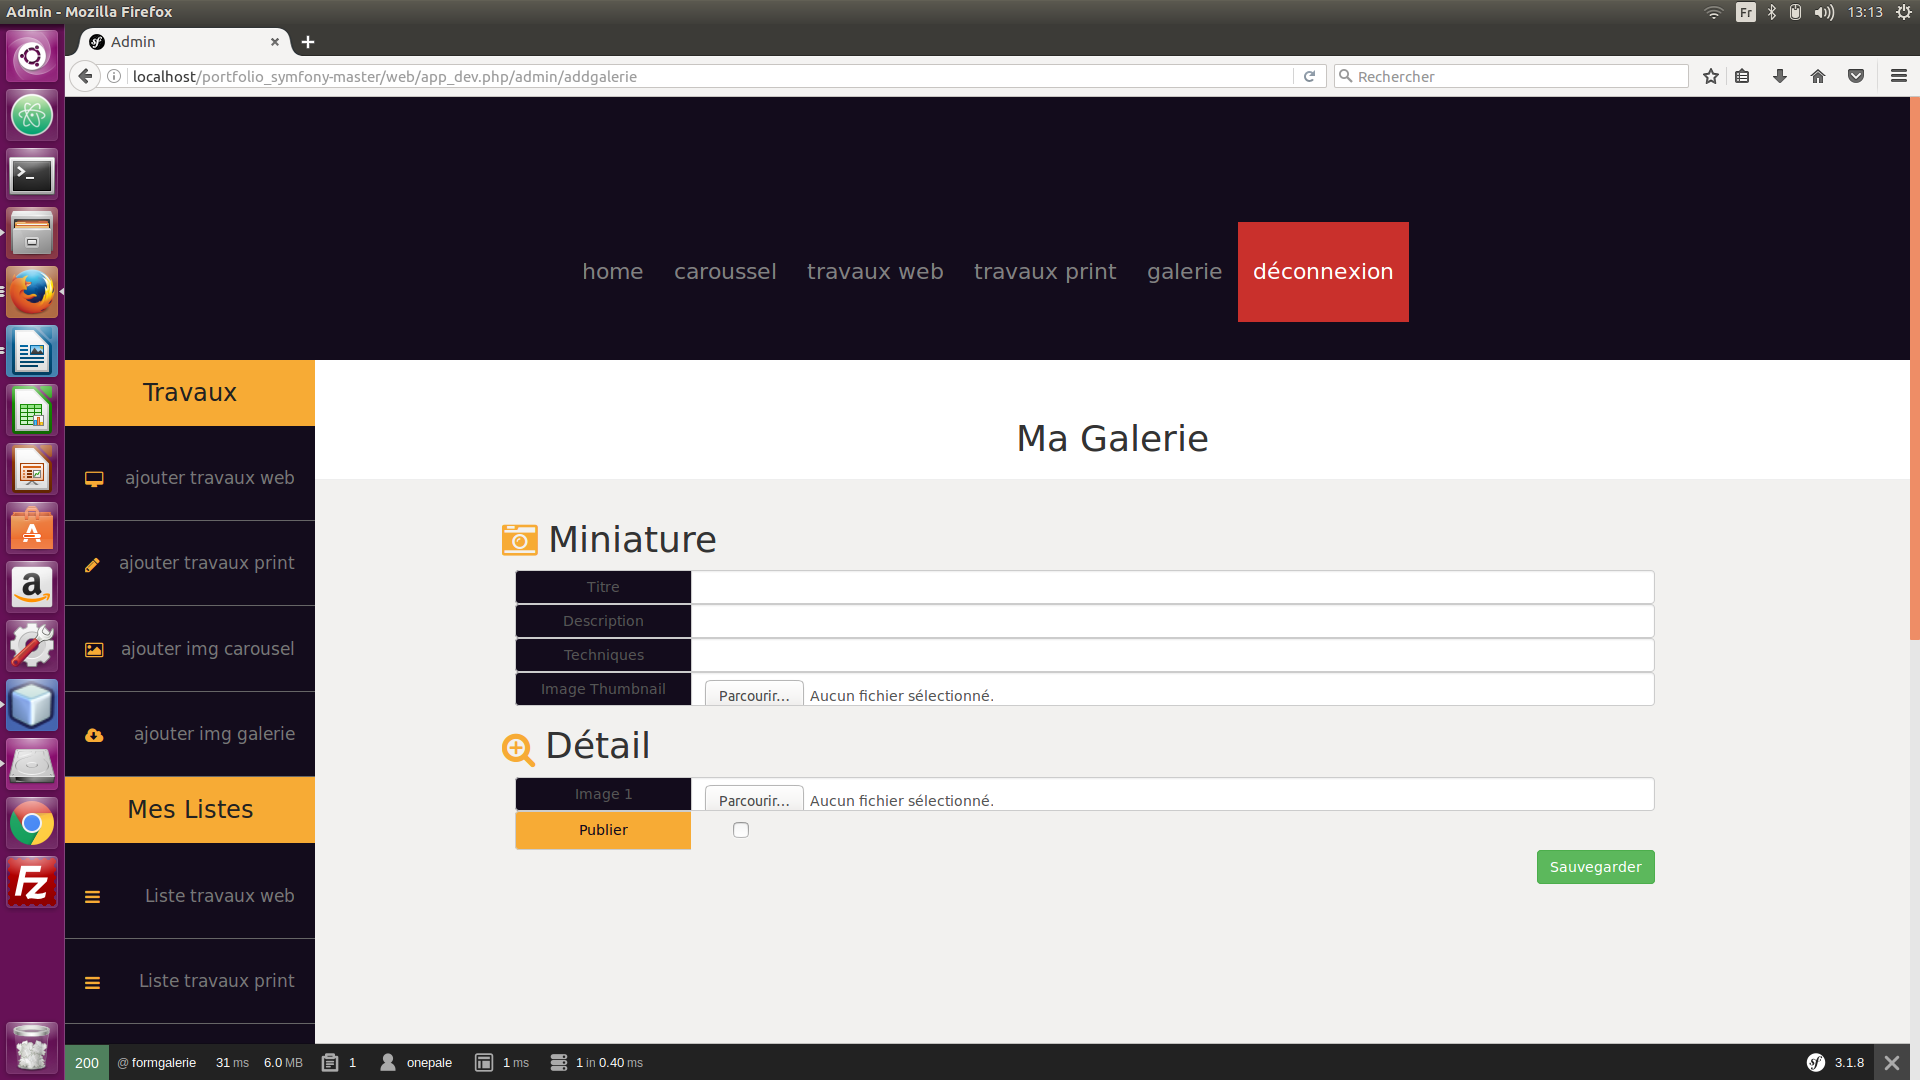 Admin - Mozilla Firefox
Fr
13:13
Admin
localhost/portfolio_symfony-master/web/app_dev.php/admin/addgalerie
Rechercher
home caroussel travaux web travaux print galerie déconnexion
Travaux
ajouter travaux web
ajouter travaux print
ajouter img carousel
ajouter img galerie
Mes Listes
Liste travaux web
Liste travaux print
Ma Galerie
Miniature
Titre
Description
Techniques
Image Thumbnail Parcourir... Aucun fichier sélectionné.
Détail
Image 1 Parcourir... Aucun fichier sélectionné.
Publier
Sauvegarder
200 @ formgalerie 31 ms 6.0 MB 1 onepale 1 ms 1 in 0.40 ms 3.1.8